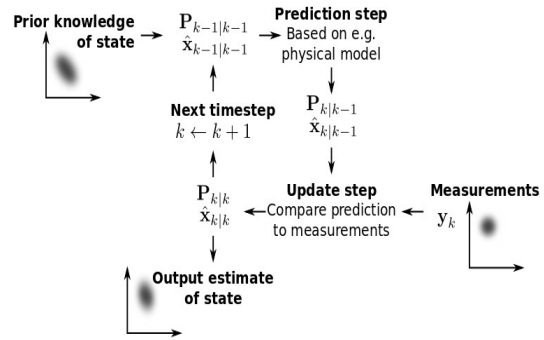 Prior knowledge
of state
P_{k-1|k-1}
x̂_{k-1|k-1}
Prediction step
Based on e.g.
physical model
P_{k|k-1}
x̂_{k|k-1}
Next timestep
k ← k + 1
P_{k|k}
x̂_{k|k}
Update step
Compare prediction
to measurements
Measurements
y_k
Output estimate
of state